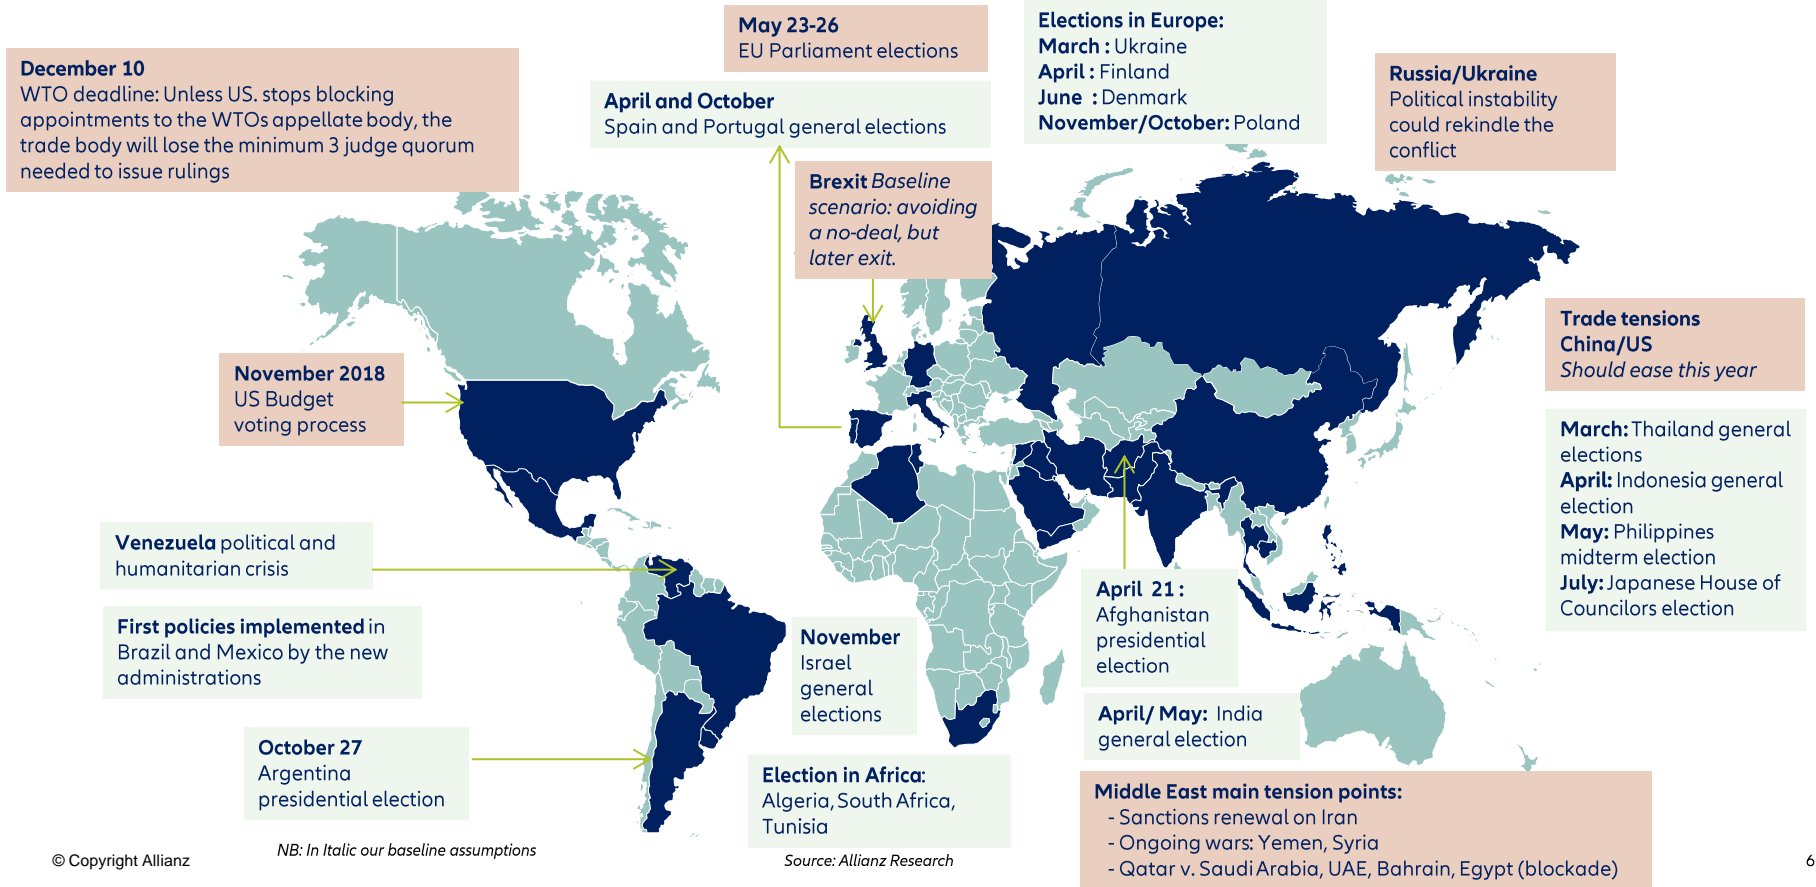 May 23-26
EU Parliament elections
Elections in Europe:
March : Ukraine
April : Finland
June : Denmark
November/October: Poland
December 10
WTO deadline: Unless US. stops blocking
appointments to the WTOs appellate body, the
trade body will lose the minimum 3 judge quorum
needed to issue rulings
Russia/Ukraine
Political instability
could rekindle the
conflict
April and October
Spain and Portugal general elections
Brexit Baseline
scenario: avoiding
a no-deal, but
later exit.
Trade tensions
China/US
Should ease this year
November 2018
US Budget
voting process
March: Thailand general
elections
April: Indonesia general
election
May: Philippines
midterm election
July: Japanese House of
Councilors election
Venezuela political and
humanitarian crisis
April 21 :
Afghanistan
presidential
election
First policies implemented in
Brazil and Mexico by the new
administrations
November
Israel
general
elections
April/ May: India
general election
October 27
Argentina
presidential election
Election in Africa:
Algeria, South Africa,
Tunisia
Middle East main tension points:
- Sanctions renewal on Iran
- Ongoing wars: Yemen, Syria
- Qatar v. Saudi Arabia, UAE, Bahrain, Egypt (blockade)
© Copyright Allianz
NB: In Italic our baseline assumptions
Source: Allianz Research
6